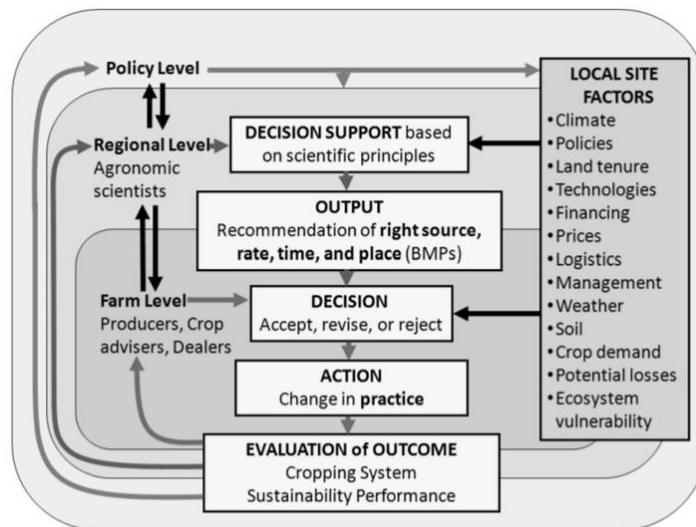 Policy Level
Regional Level
Agronomic
scientists
Farm Level
Producers, Crop
advisers, Dealers
DECISION SUPPORT based
on scientific principles
OUTPUT
Recommendation of right source,
rate, time, and place (BMPs)
DECISION
Accept, revise, or reject
ACTION
Change in practice
EVALUATION of OUTCOME
Cropping System
Sustainability Performance
LOCAL SITE
FACTORS
•Climate
•Policies
•Land tenure
•Technologies
•Financing
•Prices
•Logistics
•Management
•Weather
•Soil
•Crop demand
•Potential losses
•Ecosystem
vulnerability